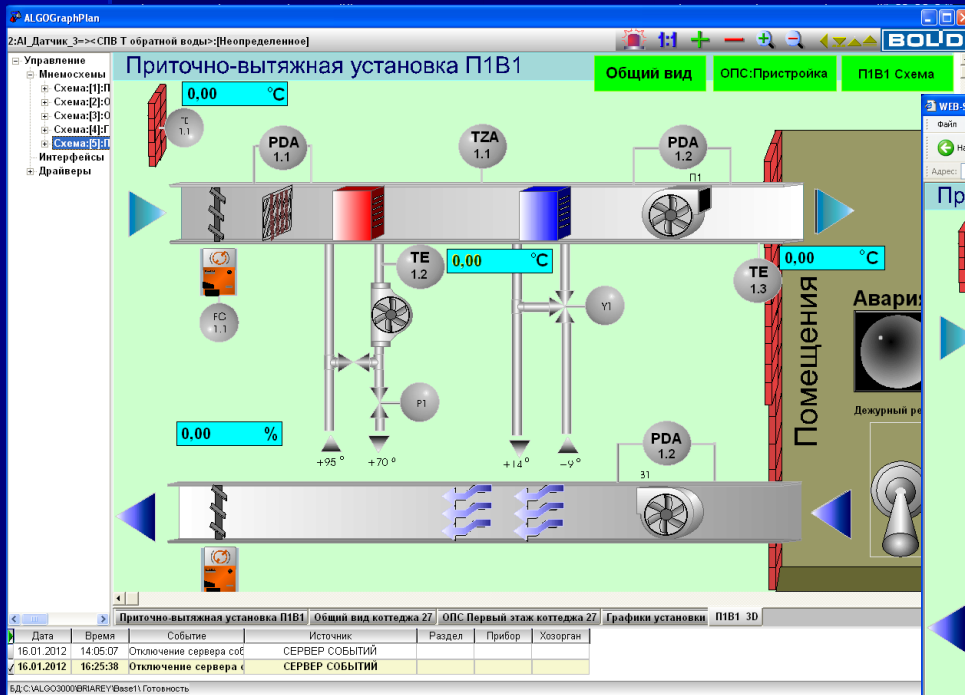 ALGOGraphPlan
2:AI_Датчик_3=><СПВ Т обратной воды>:[Неопределенное]
1:1
BOLID
Управление
Мнемосхемы
Схема:[1]:П
Схема:[2]:О
Схема:[3]:О
Схема:[4]:Г
Схема:[5]:П
Интерфейсы
Драйверы
Приточно-вытяжная установка П1В1
Общий вид
ОПС:Пристройка
П1В1 Схема
0,00 °C
1.1
PDA 1.1
TZA 1.1
PDA 1.2
П1
TE 1.2
0,00 °C
TE 1.3
0,00 °C
FC 1.1
Y1
P1
Помещения
Авария
Дежурный ре
0,00 %
+95° +70° +14° -9°
PDA 1.2
В1
WEB-S
Файл
На
Адрес:
Пр
Приточно-вытяжная установка П1В1 Общий вид коттеджа 27 ОПС Первый этаж коттеджа 27 Графики установки П1В1 3D
Дата Время Событие Источник Раздел Прибор Хозорган
16.01.2012 14:05:07 Отключение сервера соб СЕРВЕР СОБЫТИЙ
16.01.2012 16:25:38 Отключение сервера с СЕРВЕР СОБЫТИЙ
БД:C:\ALGO3000\BRIAREY\Base1\ Готовность